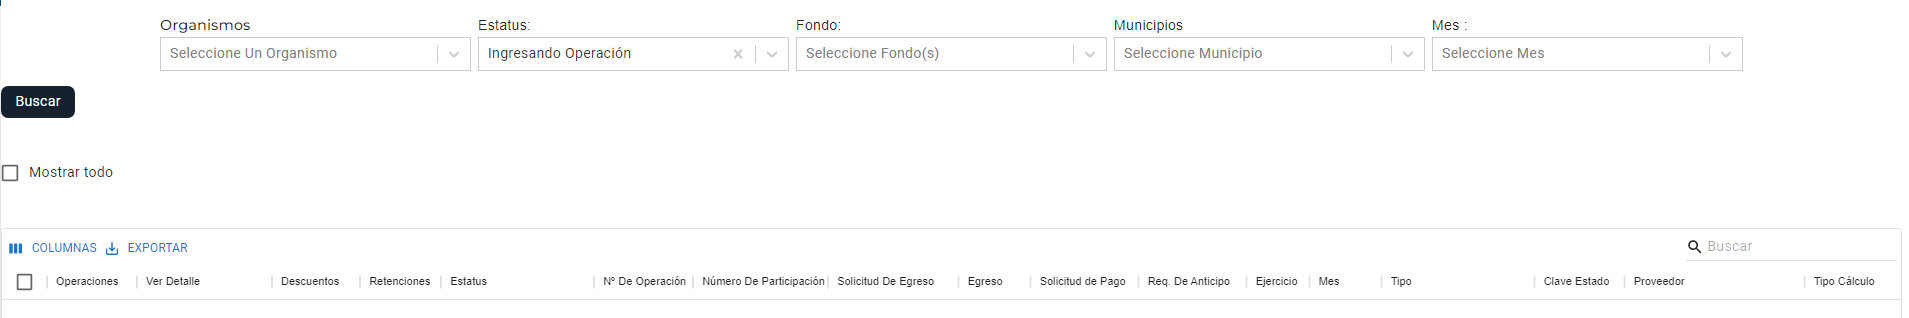 Organismos Estatus: Fondo: Municipios Mes :
Seleccione Un Organismo Ingresando Operación Seleccione Fondo(s) Seleccione Municipio Seleccione Mes
Buscar
Mostrar todo
COLUMNAS EXPORTAR Buscar
Operaciones Ver Detalle Descuentos Retenciones Estatus Nº De Operación Número De Participación Solicitud De Egreso Egreso Solicitud de Pago Req. De Anticipo Ejercicio Mes Tipo Clave Estado Proveedor Tipo Cálculo